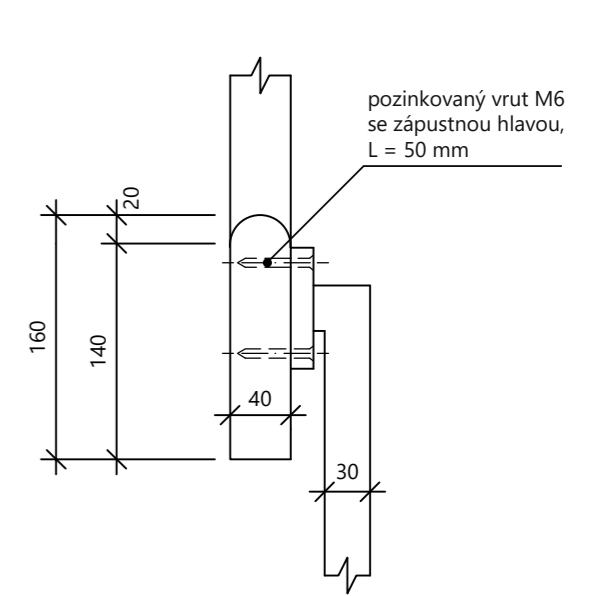 pozinkovaný vrut M6
se zápustnou hlavou,
L = 50 mm
20
160
140
40
30